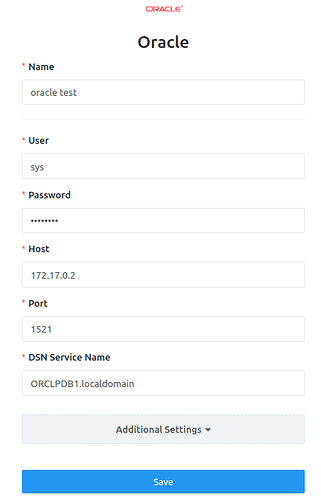 ORACLE
Oracle
* Name
oracle test
* User
sys
* Password
••••••••
* Host
172.17.0.2
* Port
1521
* DSN Service Name
ORCLPDB1.localdomain
Additional Settings
Save